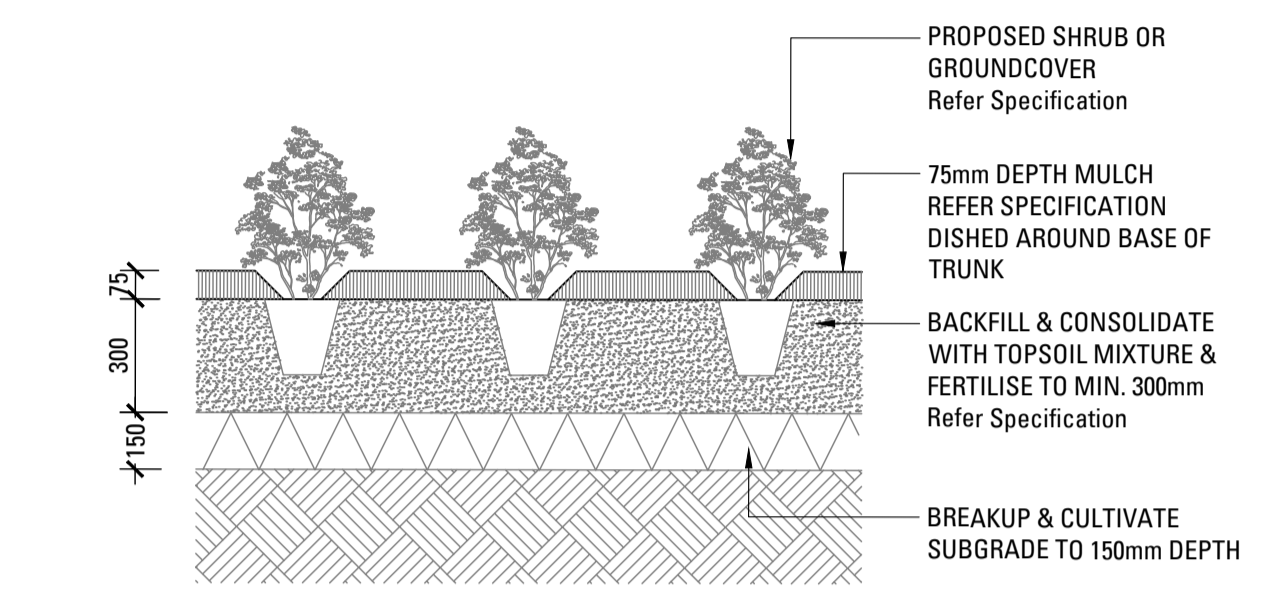 PROPOSED SHRUB OR
GROUNDCOVER
Refer Specification
75mm DEPTH MULCH
REFER SPECIFICATION
DISHED AROUND BASE OF
TRUNK
75
300
150
BACKFILL & CONSOLIDATE
WITH TOPSOIL MIXTURE &
FERTILISE TO MIN. 300mm
Refer Specification
BREAKUP & CULTIVATE
SUBGRADE TO 150mm DEPTH